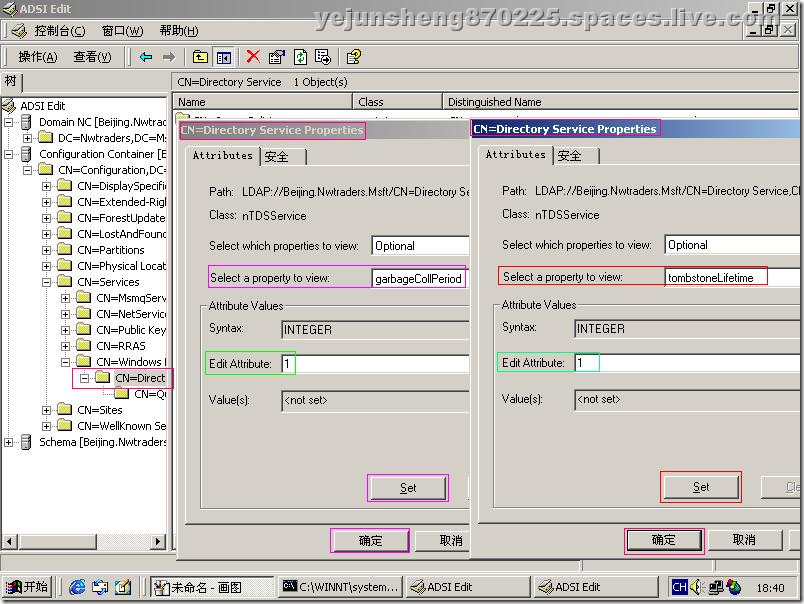 ADSI Edit
yejunsheng870225.spaces.live.com
控制台(C) 窗口(W) 帮助(H)
操作(A) 查看(V)
树
CN=Directory Service 1 Object(s)
Name Class Distinguished Name
ADSI Edit
Domain NC [Beijing.Nwtrad
DC=Nwtraders,DC=M
Configuration Container [B
CN=Configuration,DC
CN=DisplaySpecifi
CN=Extended-Righ
CN=ForestUpdate
CN=LostAndFoun
CN=Partitions
CN=Physical Locat
CN=Services
CN=MsmqServ
CN=NetService
CN=Public Key
CN=RRAS
CN=Windows
CN=Direct
CN=Qu
CN=Sites
CN=WellKnown Se
Schema [Beijing.Nwtraders
CN=Directory Service Properties
Attributes 安全
Path: LDAP://Beijing.Nwtraders.Msft/CN=Directory Se
Class: nTDSService
Select which properties to view: Optional
Select a property to view: garbageCollPeriod
Attribute Values
Syntax: INTEGER
Edit Attribute: 1
Value(s): <not set>
Set
确定 取消
CN=Directory Service Properties
Attributes 安全
Path: LDAP://Beijing.Nwtraders.Msft/CN=Directory Service,C
Class: nTDSService
Select which properties to view: Optional
Select a property to view: tombstoneLifetime
Attribute Values
Syntax: INTEGER
Edit Attribute: 1
Value(s): <not set>
Set Cle
确定 取消
开始 未命名 - 画图 C:\WINNT\system... ADSI Edit ADSI Edit CH 18:40